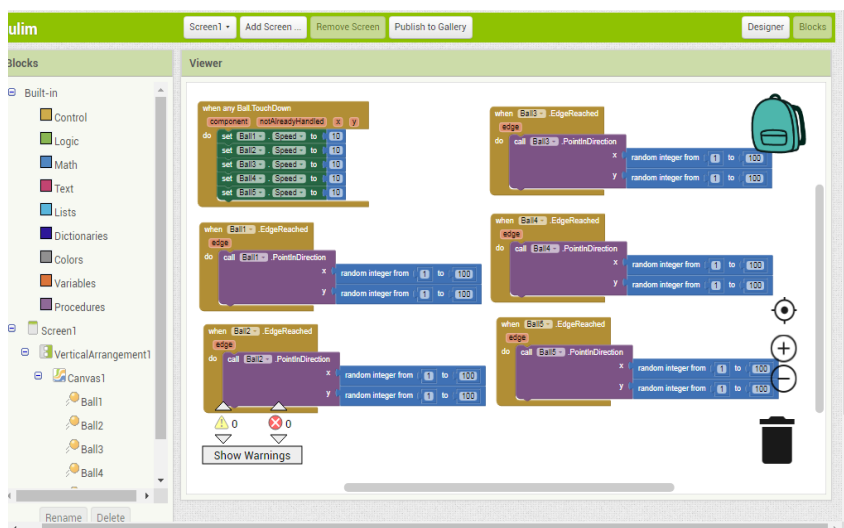 ulim
Screen1
Add Screen ...
Remove Screen
Publish to Gallery
Designer
Blocks
Blocks
Viewer
Built-in
Control
Logic
Math
Text
Lists
Dictionaries
Colors
Variables
Procedures
Screen1
VerticalArrangement1
Canvas1
Ball1
Ball2
Ball3
Ball4
Rename
Delete
when any Ball.TouchDown
component notAlreadyHandled x y
do set Ball1 . Speed to 10
set Ball2 . Speed to 10
set Ball3 . Speed to 10
set Ball4 . Speed to 10
set Ball5 . Speed to 10
when Ball1 .EdgeReached
edge
do call Ball1 .PointInDirection
x random integer from 1 to 100
y random integer from 1 to 100
when Ball2 .EdgeReached
edge
do call Ball2 .PointInDirection
x random integer from 1 to 100
y random integer from 1 to 100
when Ball3 .EdgeReached
edge
do call Ball3 .PointInDirection
x random integer from 1 to 100
y random integer from 1 to 100
when Ball4 .EdgeReached
edge
do call Ball4 .PointInDirection
x random integer from 1 to 100
y random integer from 1 to 100
when Ball5 .EdgeReached
edge
do call Ball5 .PointInDirection
x random integer from 1 to 100
y random integer from 1 to 100
0 0
Show Warnings